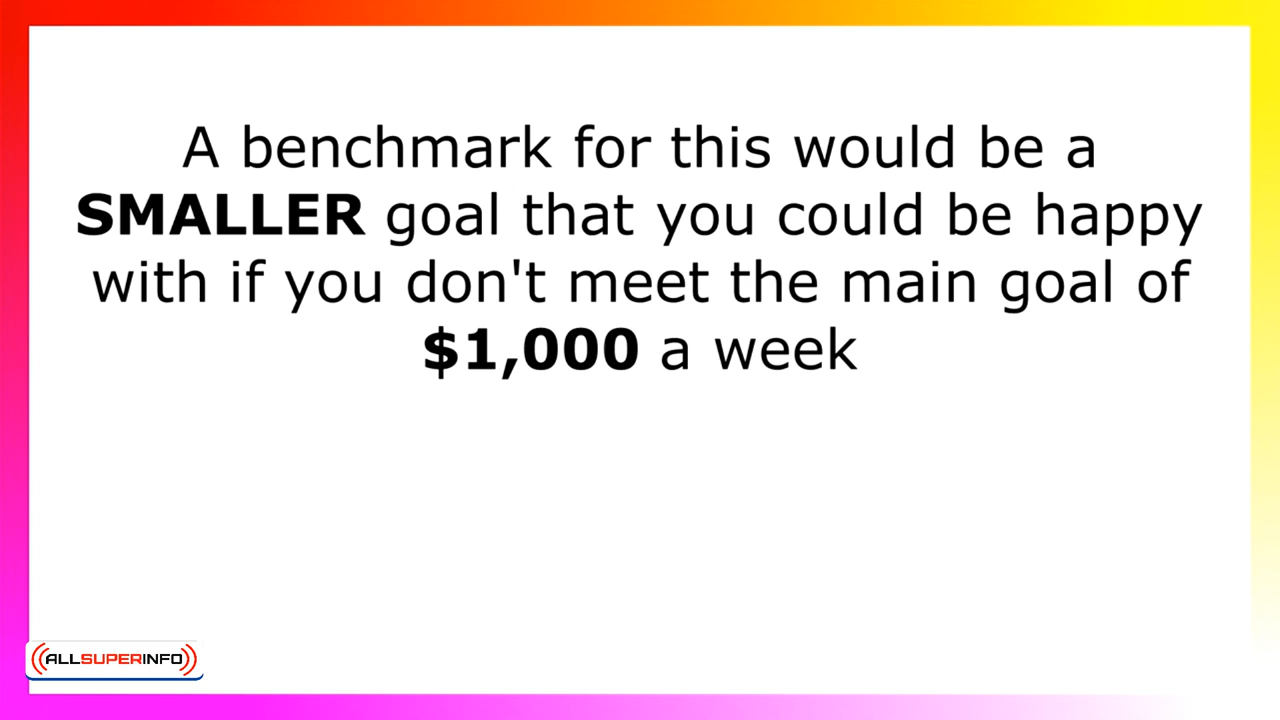 A benchmark for this would be a
SMALLER goal that you could be happy
with if you don't meet the main goal of
$1,000 a week
ALLSUPERINFO